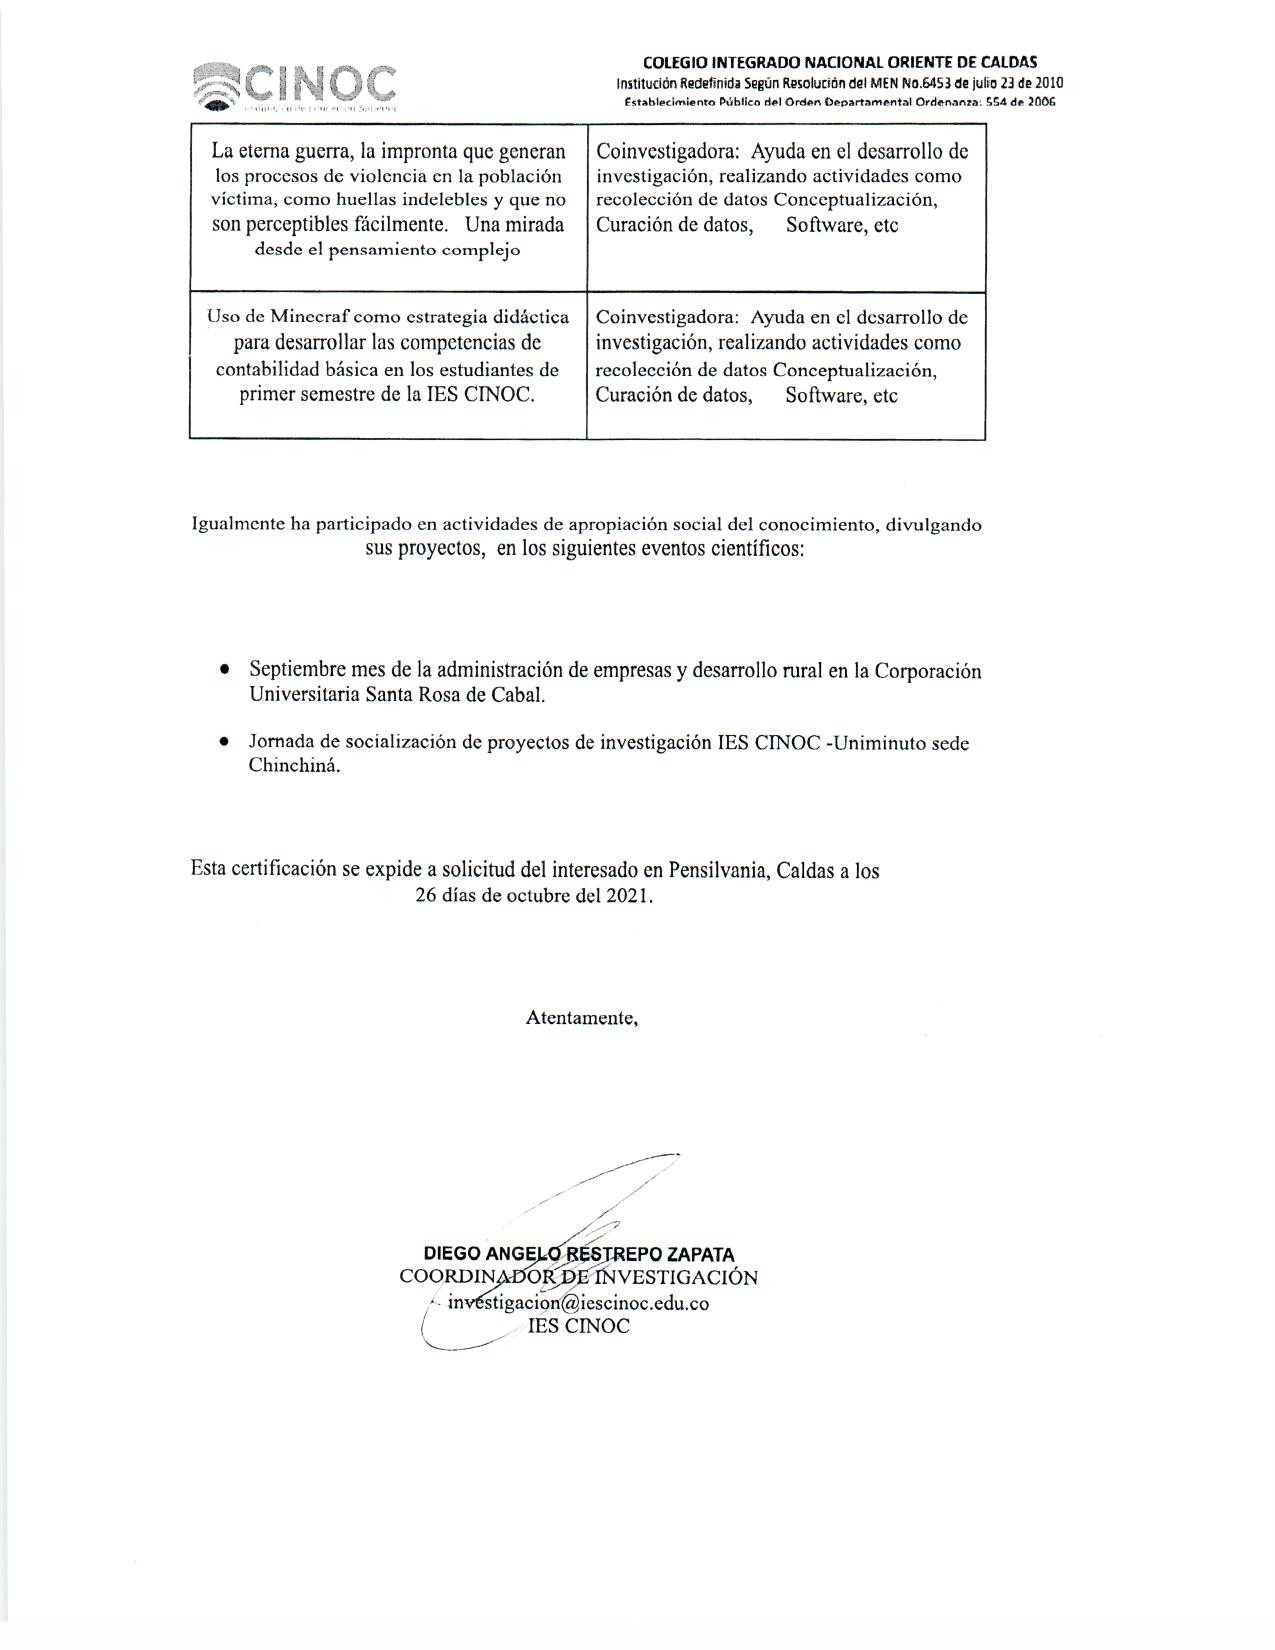 CINOC
COLEGIO INTEGRADO NACIONAL ORIENTE DE CALDAS
Institución Redefinida Según Resolución del MEN No.6453 de julio 23 de 2010
Establecimiento Público del Orden Departamental Ordenanza: 554 de 2006
La eterna guerra, la impronta que generan
los procesos de violencia en la población
víctima, como huellas indelebles y que no
son perceptibles fácilmente. Una mirada
desde el pensamiento complejo
Coinvestigadora: Ayuda en el desarrollo de
investigación, realizando actividades como
recolección de datos Conceptualización,
Curación de datos, Software, etc
Uso de Minecraf como estrategia didáctica
para desarrollar las competencias de
contabilidad básica en los estudiantes de
primer semestre de la IES CINOC.
Coinvestigadora: Ayuda en el desarrollo de
investigación, realizando actividades como
recolección de datos Conceptualización,
Curación de datos, Software, etc
Igualmente ha participado en actividades de apropiación social del conocimiento, divulgando
sus proyectos, en los siguientes eventos científicos:
● Septiembre mes de la administración de empresas y desarrollo rural en la Corporación
Universitaria Santa Rosa de Cabal.
● Jornada de socialización de proyectos de investigación IES CINOC -Uniminuto sede
Chinchiná.
Esta certificación se expide a solicitud del interesado en Pensilvania, Caldas a los
26 días de octubre del 2021.
Atentamente,
DIEGO ANGELO RESTREPO ZAPATA
COORDINADOR DE INVESTIGACIÓN
investigacion@iescinoc.edu.co
IES CINOC